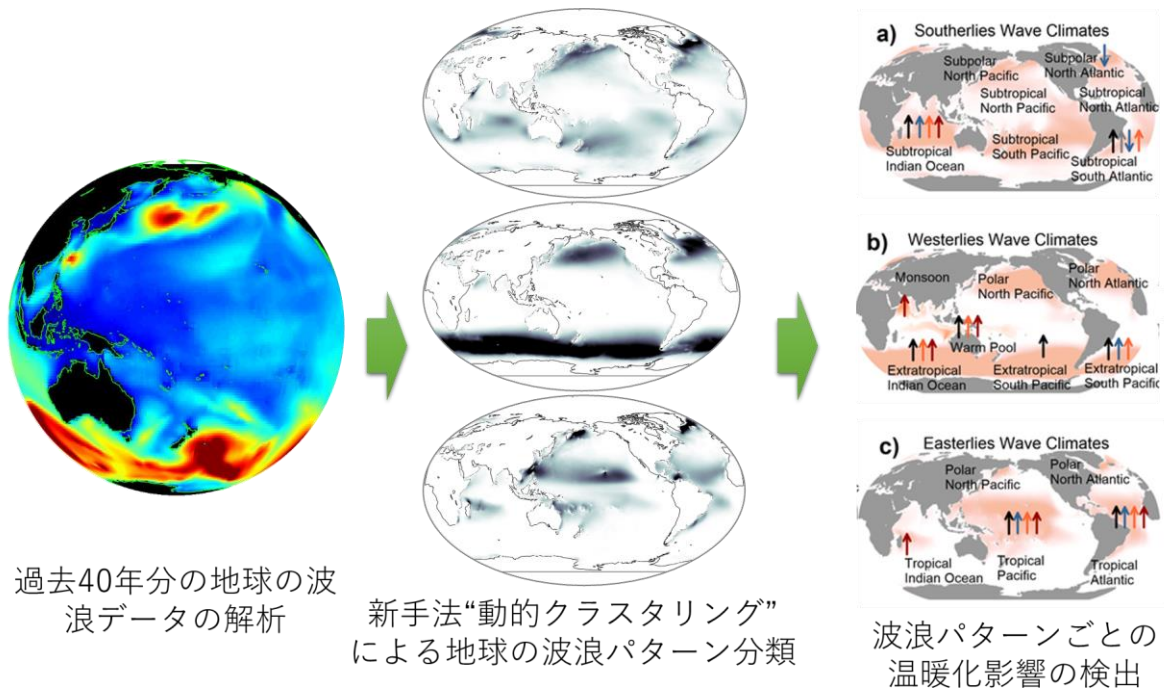 過去40年分の地球の波
浪データの解析
新手法“動的クラスタリング”
による地球の波浪パターン分類
a)
Southerlies Wave Climates
Subpolar
North Pacific
Subpolar
North Atlantic
Subtropical
North Pacific
Subtropical
North Atlantic
Subtropical
Indian Ocean
Subtropical
South Pacific
Subtropical
South Atlantic
b)
Westerlies Wave Climates
Monsoon
Polar
North Pacific
Polar
North Atlantic
Warm Pool
Extratropical
Indian Ocean
Extratropical
South Pacific
Extratropical
South Pacific
c)
Easterlies Wave Climates
Polar
North Pacific
Polar
North Atlantic
Tropical
Indian Ocean
Tropical
Pacific
Tropical
Atlantic
波浪パターンごとの
温暖化影響の検出